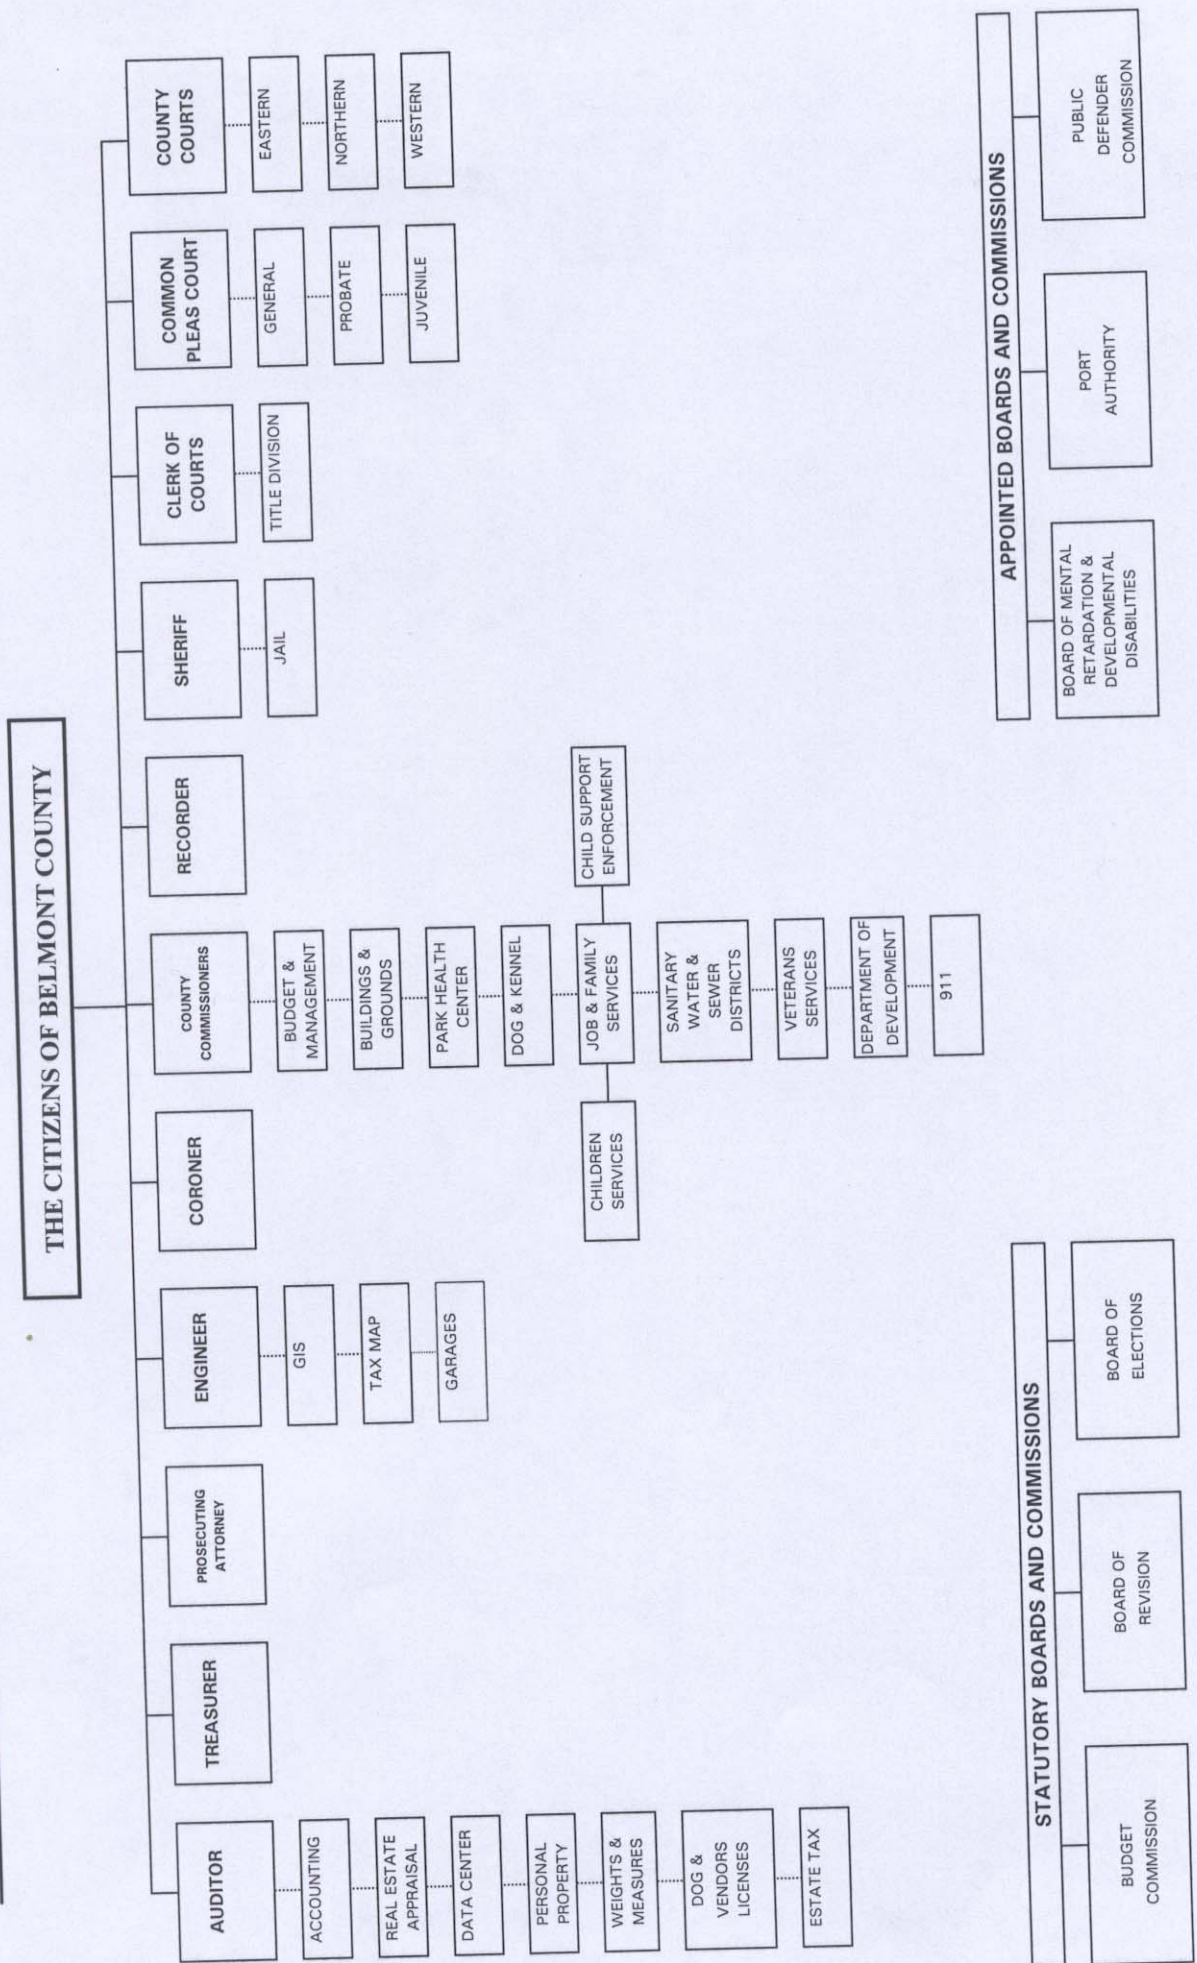 THE CITIZENS OF BELMONT COUNTY
AUDITOR
ACCOUNTING
REAL ESTATE
APPRAISAL
DATA CENTER
PERSONAL
PROPERTY
WEIGHTS &
MEASURES
DOG &
VENDORS
LICENSES
ESTATE TAX
TREASURER
PROSECUTING
ATTORNEY
ENGINEER
GIS
TAX MAP
GARAGES
CORONER
COUNTY
COMMISSIONERS
BUDGET &
MANAGEMENT
BUILDINGS &
GROUNDS
PARK HEALTH
CENTER
DOG & KENNEL
CHILDREN
SERVICES
JOB & FAMILY
SERVICES
CHILD SUPPORT
ENFORCEMENT
SANITARY
WATER &
SEWER
DISTRICTS
VETERANS
SERVICES
DEPARTMENT OF
DEVELOPMENT
911
RECORDER
SHERIFF
JAIL
CLERK OF
COURTS
TITLE DIVISION
COMMON
PLEAS COURT
GENERAL
PROBATE
JUVENILE
COUNTY
COURTS
EASTERN
NORTHERN
WESTERN
STATUTORY BOARDS AND COMMISSIONS
BUDGET
COMMISSION
BOARD OF
REVISION
BOARD OF
ELECTIONS
APPOINTED BOARDS AND COMMISSIONS
BOARD OF MENTAL
RETARDATION &
DEVELOPMENTAL
DISABILITIES
PORT
AUTHORITY
PUBLIC
DEFENDER
COMMISSION